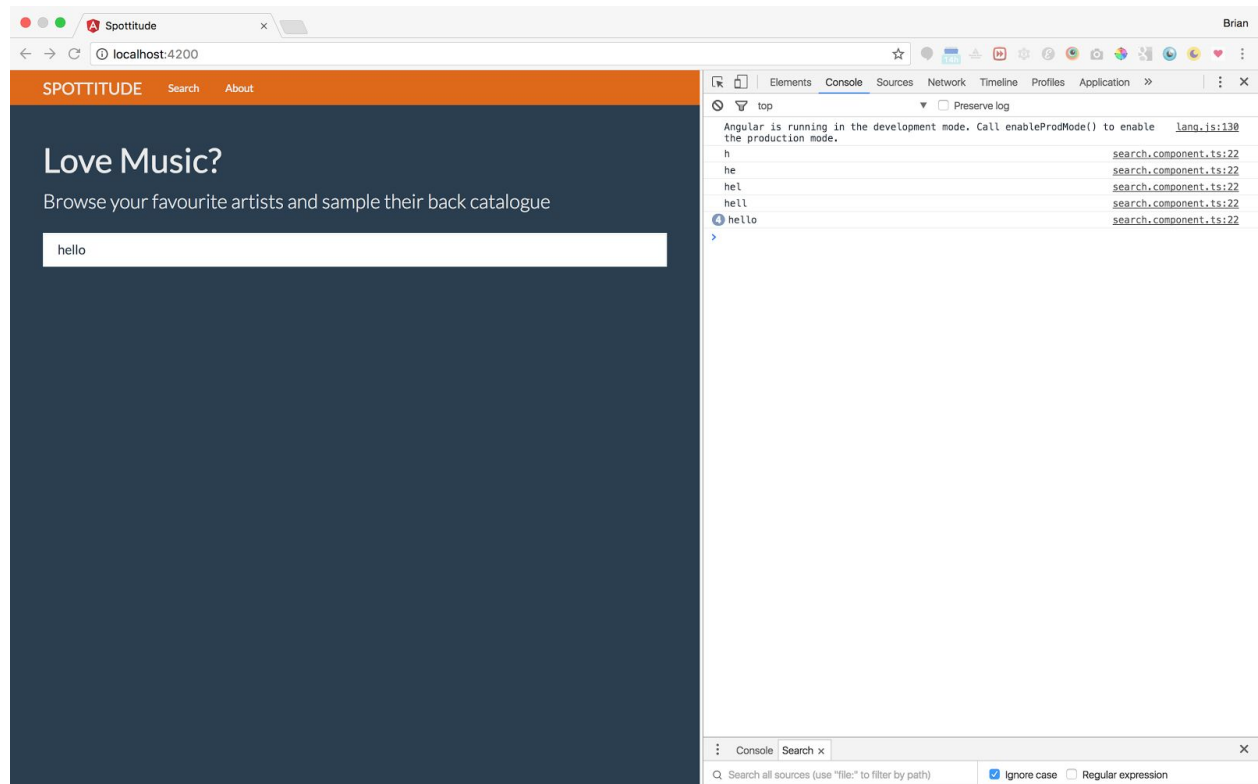 Spottitude
Brian
localhost:4200
SPOTTITUDE Search About
Love Music?
Browse your favourite artists and sample their back catalogue
hello
Elements Console Sources Network Timeline Profiles Application »
top Preserve log
Angular is running in the development mode. Call enableProdMode() to enable lang.js:130
the production mode.
h search.component.ts:22
he search.component.ts:22
hel search.component.ts:22
hell search.component.ts:22
4 hello search.component.ts:22
Console Search ×
Search all sources (use "file:" to filter by path) Ignore case Regular expression